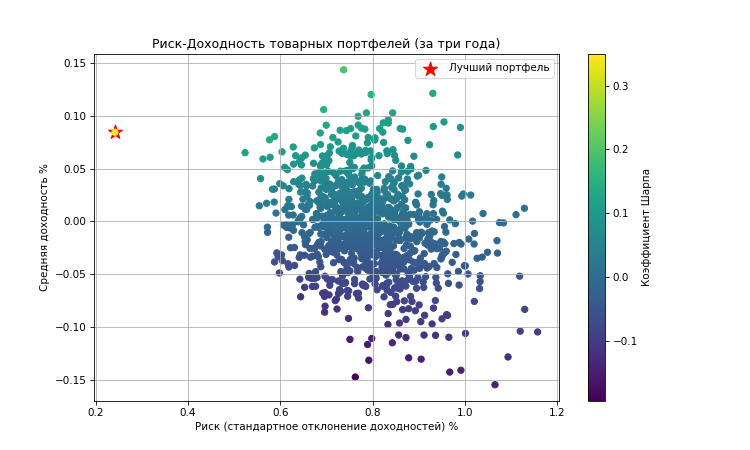 Риск-Доходность товарных портфелей (за три года)
Лучший портфель
Средняя доходность %
0.15
0.10
0.05
0.00
−0.05
−0.10
−0.15
0.2 0.4 0.6 0.8 1.0 1.2
Риск (стандартное отклонение доходностей) %
0.3
0.2
0.1
0.0
−0.1
Коэффициент Шарпа